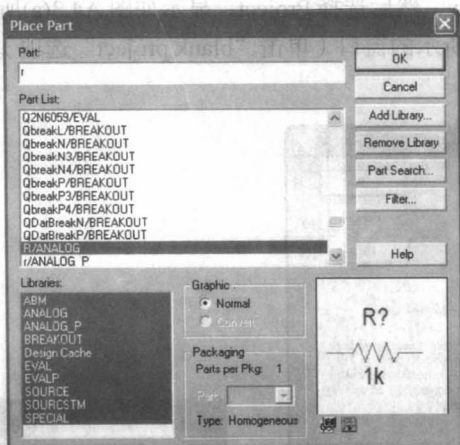 Place Part
Part:
r
OK
Cancel
Part List:
Q2N6059/EVAL
QbreakL/BREAKOUT
QbreakN/BREAKOUT
QbreakN3/BREAKOUT
QbreakN4/BREAKOUT
QbreakP/BREAKOUT
QbreakP3/BREAKOUT
QbreakP4/BREAKOUT
QDarBreakN/BREAKOUT
QDarBreakP/BREAKOUT
R/ANALOG
r/ANALOG_P
Add Library...
Remove Library
Part Search...
Filter...
Help
Libraries:
ABM
ANALOG
ANALOG_P
BREAKOUT
Design Cache
EVAL
EVALP
SOURCE
SOURCSTM
SPECIAL
Graphic
Normal
Convert
Packaging
Parts per Pkg: 1
Part:
Type: Homogeneous
R?
1k